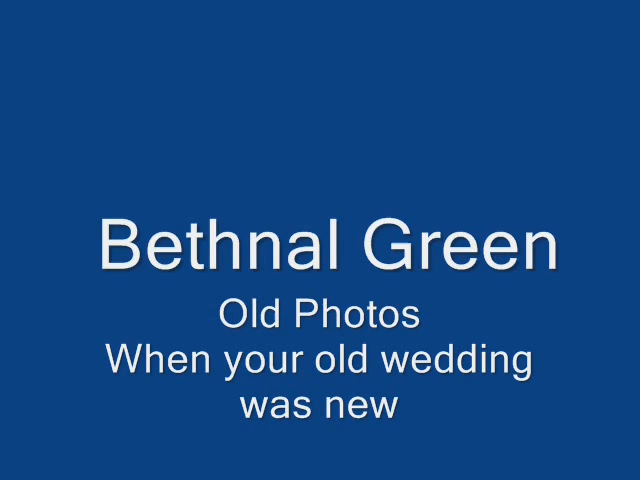 Bethnal Green
Old Photos
When your old wedding
was new